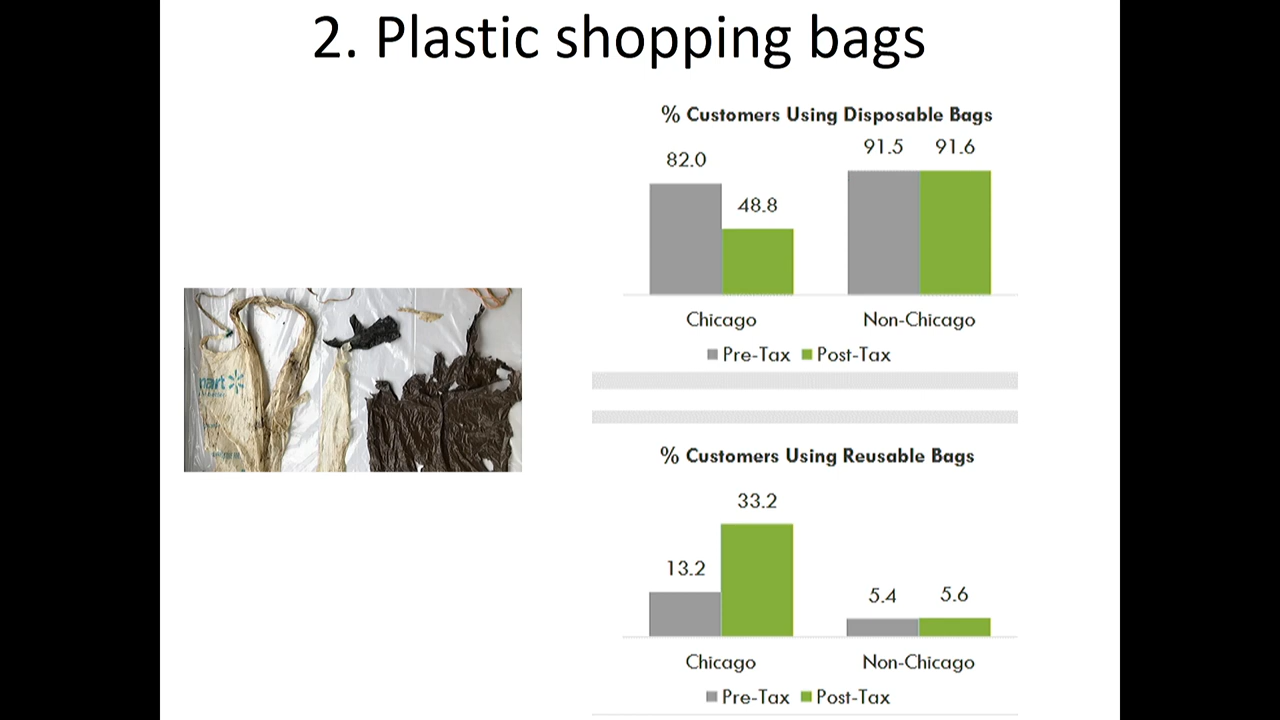 2. Plastic shopping bags
% Customers Using Disposable Bags
82.0
48.8
91.5
91.6
Chicago
Non-Chicago
Pre-Tax
Post-Tax
% Customers Using Reusable Bags
13.2
33.2
5.4
5.6
Chicago
Non-Chicago
Pre-Tax
Post-Tax